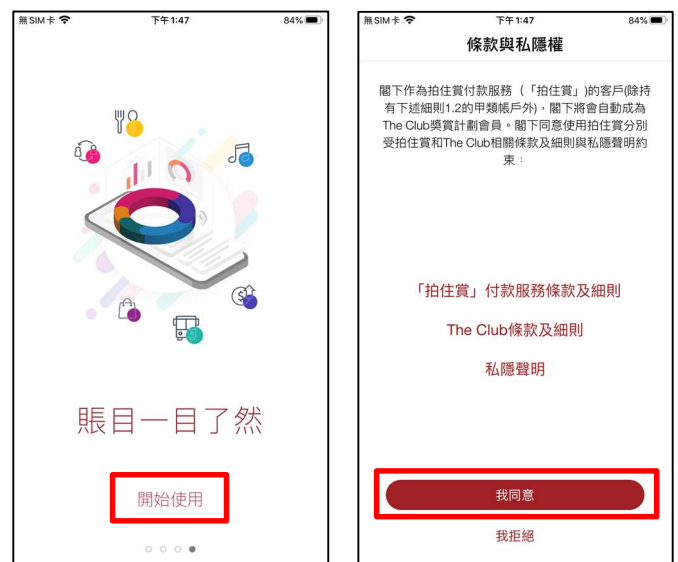 無SIM卡 下午1:47 84%
賬目一目了然
開始使用
無SIM卡 下午1:47 84%
條款與私隱權
閣下作為拍住賞付款服務（「拍住賞」)的客戶(除持
有下述細則1.2的甲類帳戶外)，閣下將會自動成為
The Club獎賞計劃會員。閣下同意使用拍住賞分別
受拍住賞和The Club相關條款及細則與私隱聲明約
束：
「拍住賞」付款服務條款及細則
The Club條款及細則
私隱聲明
我同意
我拒絕